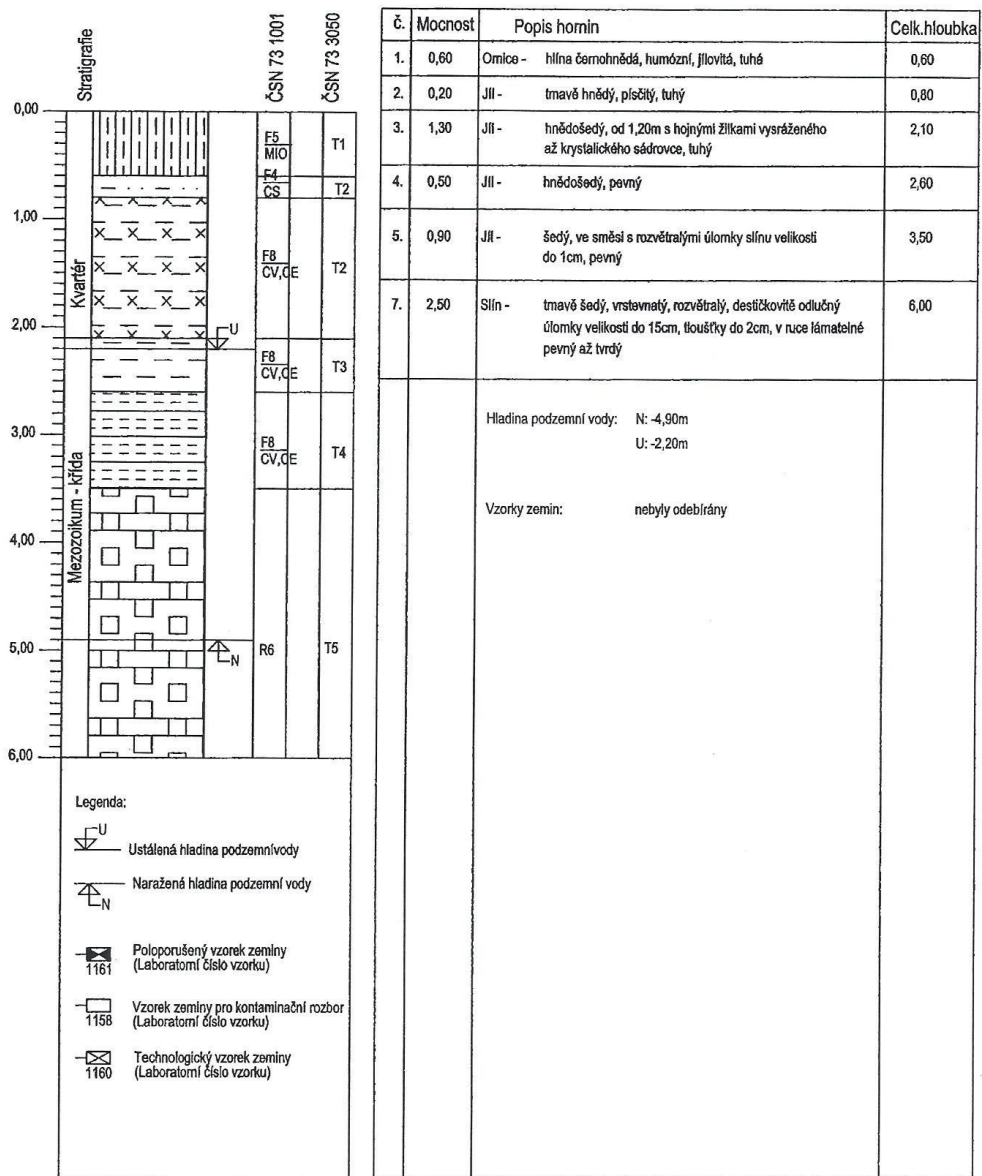 Stratigrafie
ČSN 73 1001
ČSN 73 3050
0,00
1,00
2,00
3,00
4,00
5,00
6,00
Kvartér
Mezozoikum - křída
F5
MIO
T1
F4
CS
T2
F8
CV,CE
T2
U
F8
CV,CE
T3
F8
CV,CE
T4
N
R6
T5
Legenda:
U
Ustálená hladina podzemnívody
Naražená hladina podzemní vody
N
Poloporušený vzorek zeminy
1161 (Laboratorní číslo vzorku)
Vzorek zeminy pro kontaminační rozbor
1158 (Laboratorní číslo vzorku)
Technologický vzorek zeminy
1160 (Laboratorní číslo vzorku)
č. Mocnost Popis hornin Celk.hloubka
1. 0,60 Ornice - hlína černohnědá, humózní, jílovitá, tuhá 0,60
2. 0,20 Jíl - tmavě hnědý, písčitý, tuhý 0,80
3. 1,30 Jíl - hnědošedý, od 1,20m s hojnými žilkami vysráženého 2,10
až krystalického sádrovce, tuhý
4. 0,50 Jíl - hnědošedý, pevný 2,60
5. 0,90 Jíl - šedý, ve směsi s rozvětralými úlomky slínu velikosti 3,50
do 1cm, pevný
7. 2,50 Slín - tmavě šedý, vrstevnatý, rozvětralý, destičkovitě odlučný 6,00
úlomky velikosti do 15cm, tloušťky do 2cm, v ruce lámatelné
pevný až tvrdý
Hladina podzemní vody: N: -4,90m
U: -2,20m
Vzorky zemin: nebyly odebírány